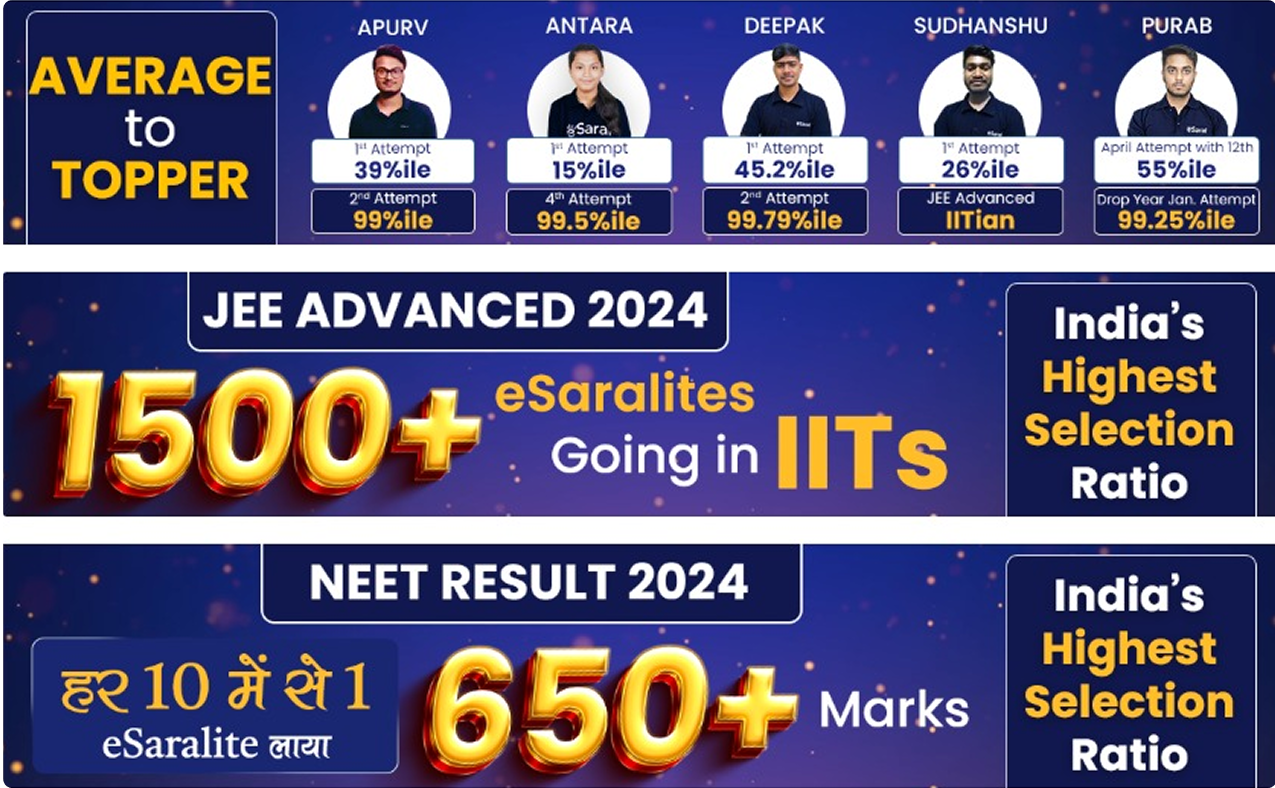 AVERAGE
to
TOPPER
APURV
1st Attempt
39%ile
2nd Attempt
99%ile
ANTARA
eSaral
1st Attempt
15%ile
4th Attempt
99.5%ile
DEEPAK
1st Attempt
45.2%ile
2nd Attempt
99.79%ile
SUDHANSHU
eSaral
1st Attempt
26%ile
JEE Advanced
IITian
PURAB
eSaral
April Attempt with 12th
55%ile
Drop Year Jan. Attempt
99.25%ile
JEE ADVANCED 2024
1500+
eSaralites
Going in IITs
India's
Highest
Selection
Ratio
NEET RESULT 2024
हर 10 में से 1
eSaralite लाया
650+ Marks
India's
Highest
Selection
Ratio